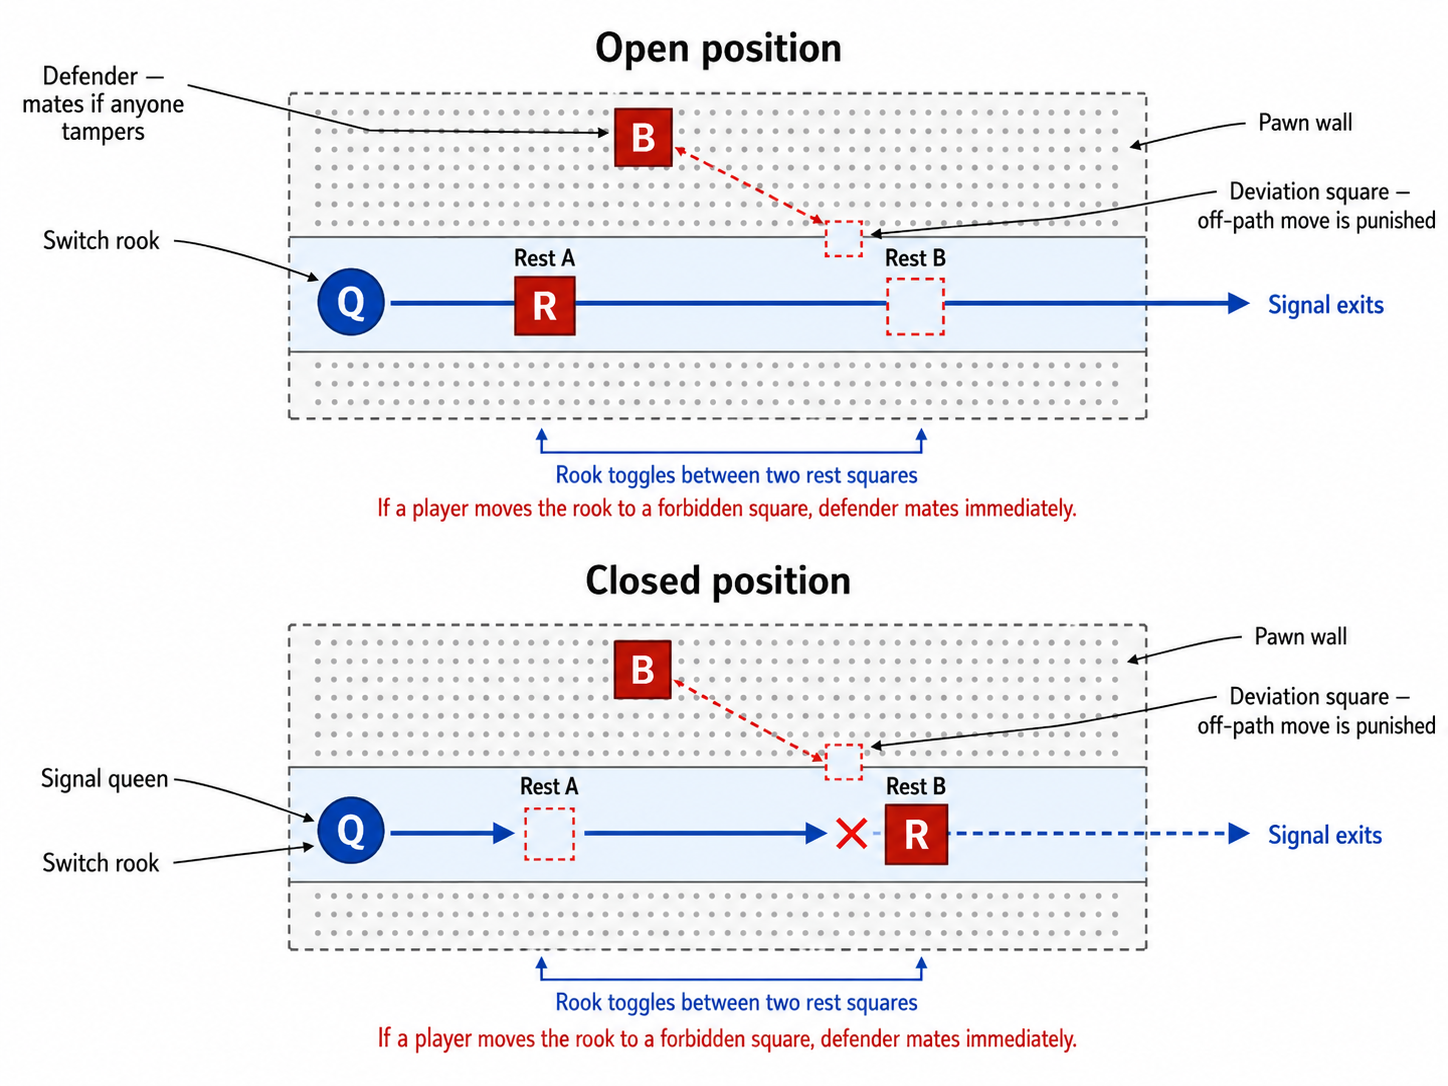 Open position
Defender —
mates if anyone
tampers
B
Pawn wall
Deviation square —
off-path move is punished
Switch rook
Rest A
Rest B
Q
R
Signal exits
Rook toggles between two rest squares
If a player moves the rook to a forbidden square, defender mates immediately.
Closed position
B
Pawn wall
Deviation square —
off-path move is punished
Signal queen
Rest A
Rest B
Q
R
Signal exits
Switch rook
Rook toggles between two rest squares
If a player moves the rook to a forbidden square, defender mates immediately.